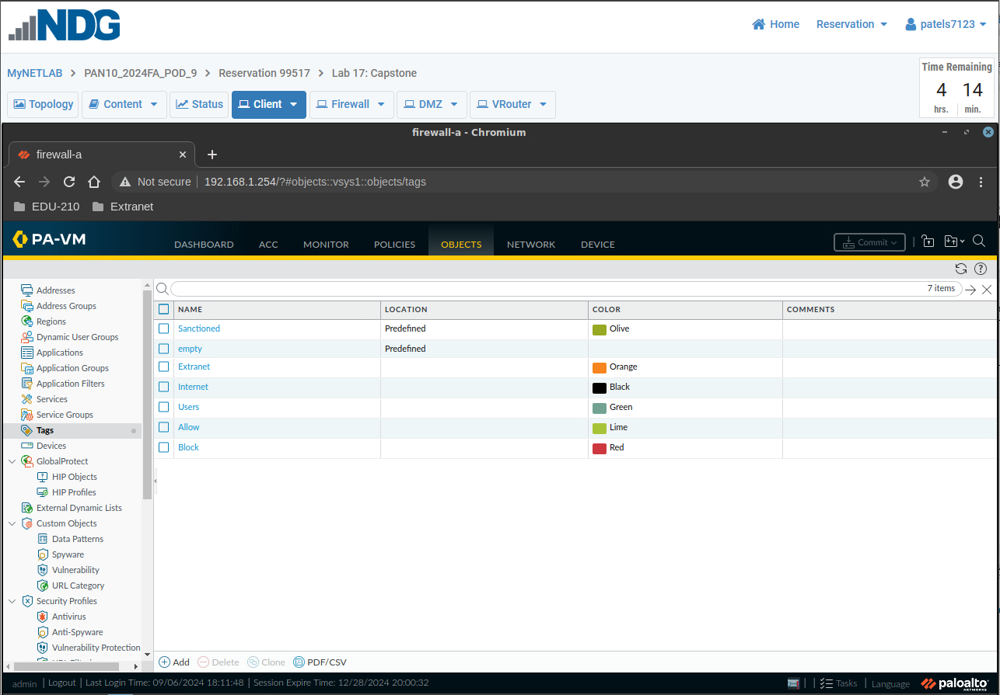 NDG
Home Reservation patels7123
MyNETLAB > PAN10_2024FA_POD_9 > Reservation 99517 > Lab 17: Capstone
Time Remaining
4 14
hrs. min.
Topology Content Status Client Firewall DMZ VRouter
firewall-a - Chromium
firewall-a
Not secure 192.168.1.254/?#objects::vsys1::objects/tags
EDU-210 Extranet
PA-VM
DASHBOARD ACC MONITOR POLICIES OBJECTS NETWORK DEVICE
Commit
Addresses
Address Groups
Regions
Dynamic User Groups
Applications
Application Groups
Application Filters
Services
Service Groups
Tags
Devices
GlobalProtect
HIP Objects
HIP Profiles
External Dynamic Lists
Custom Objects
Data Patterns
Spyware
Vulnerability
URL Category
Security Profiles
Antivirus
Anti-Spyware
Vulnerability Protection
7 items
NAME LOCATION COLOR COMMENTS
Sanctioned Predefined Olive
empty Predefined
Extranet Orange
Internet Black
Users Green
Allow Lime
Block Red
Add Delete Clone PDF/CSV
admin | Logout | Last Login Time: 09/06/2024 18:11:48 | Session Expire Time: 12/28/2024 20:00:32
Tasks | Language paloalto NETWORKS